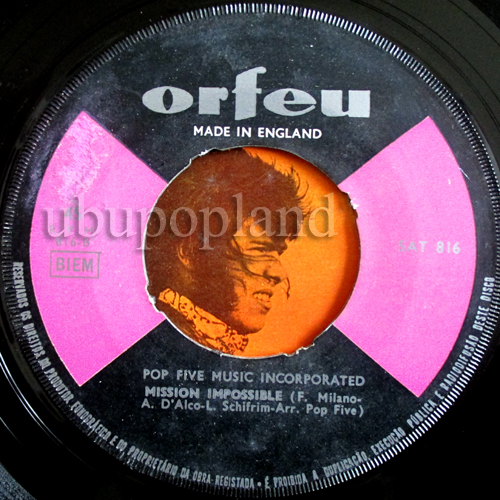 orfeu
MADE IN ENGLAND
ubupopland
816-B
BIEM
SAT 816
POP FIVE MUSIC INCORPORATED
MISSION IMPOSSIBLE (F. Milano-
A. D'Alco-L. Schifrim-Arr. Pop Five)
RESERVADOS OS DIREITOS DO PRODUTOR FONOGRÁFICO E DO PROPRIETÁRIO DA OBRA REGISTADA - É PROIBIDA A DUPLICAÇÃO, EXECUÇÃO PÚBLICA E RADIODIFUSÃO DESTE DISCO